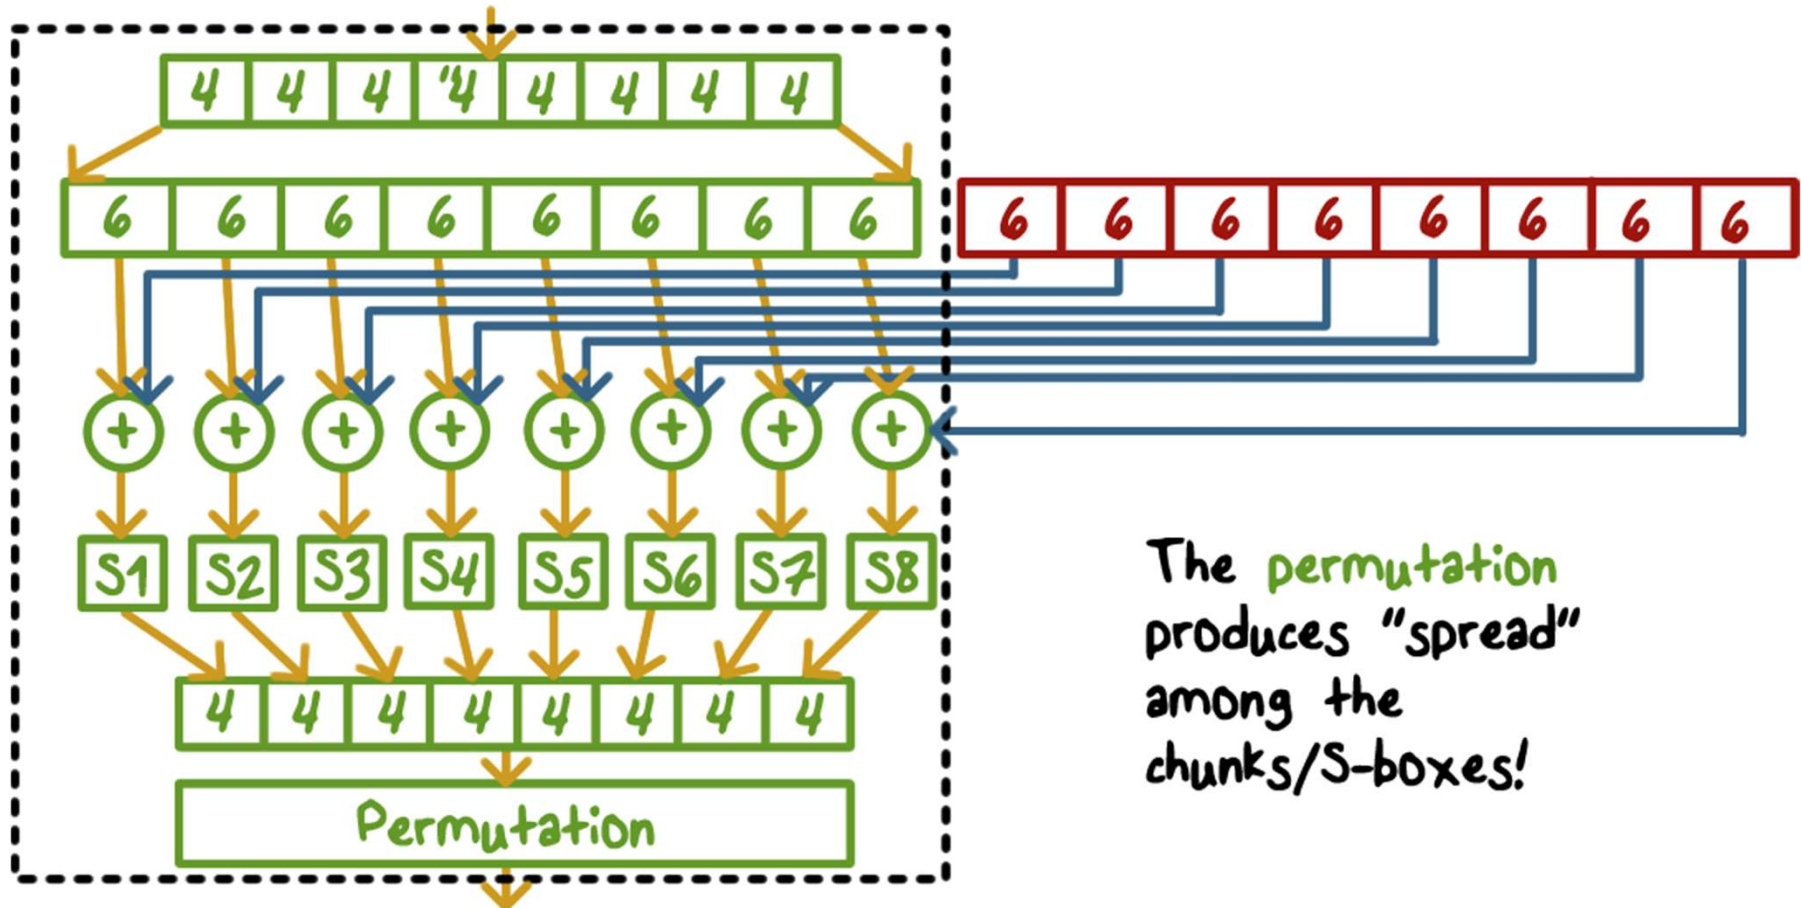 4 4 4 "4 4 4 4 4
6 6 6 6 6 6 6 6 6 6 6 6 6 6 6 6
+ + + + + + + +
S1 S2 S3 S4 S5 S6 S7 S8
4 4 4 4 4 4 4 4
Permutation
The permutation
produces "spread"
among the
chunks/S-boxes!